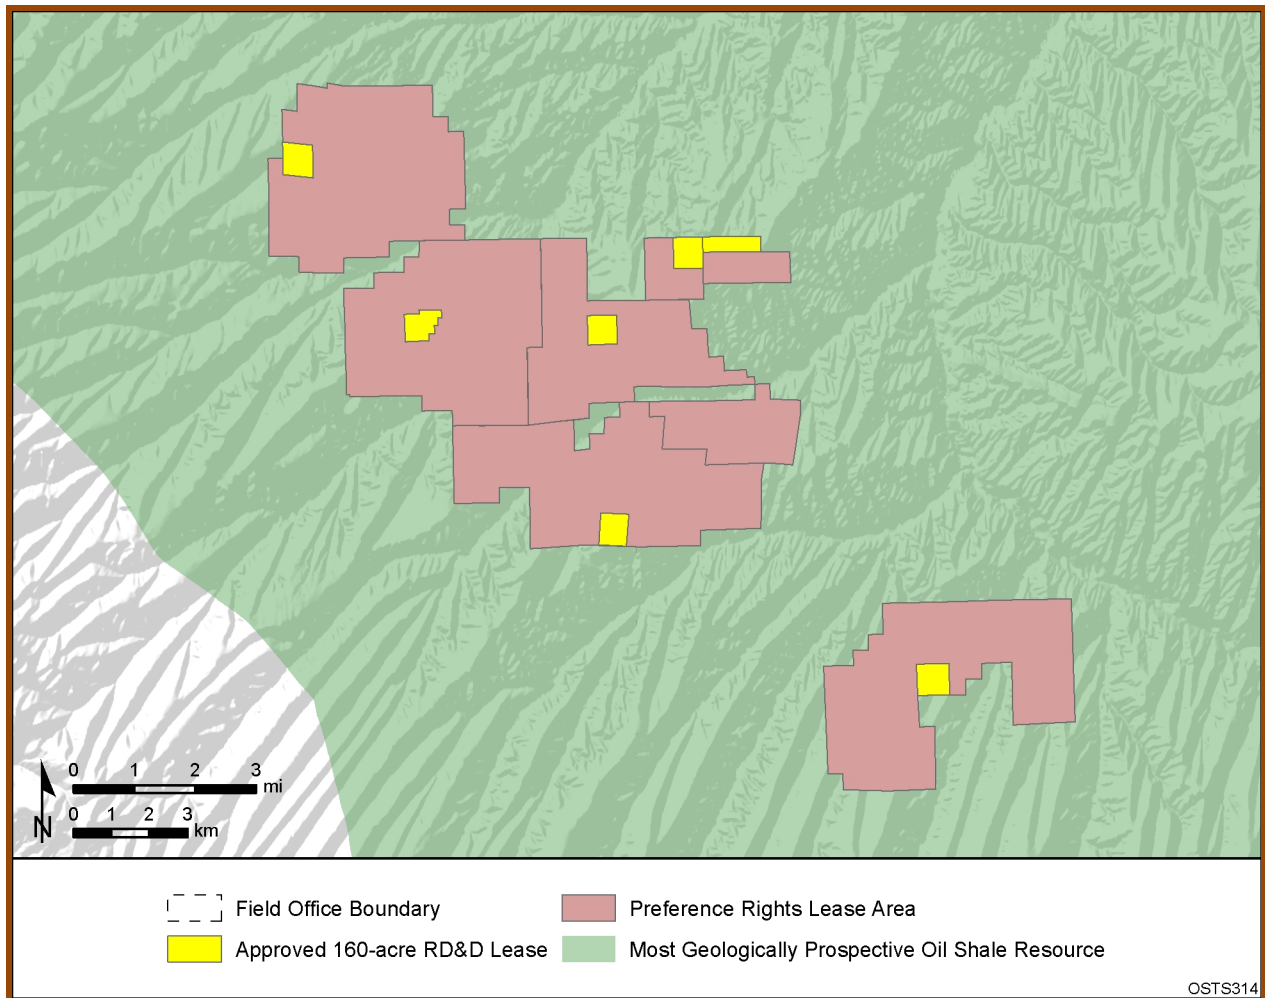 0 1 2 3
mi
0 1 2 3
km
N
Field Office Boundary
Preference Rights Lease Area
Approved 160-acre RD&D Lease
Most Geologically Prospective Oil Shale Resource
OSTS314